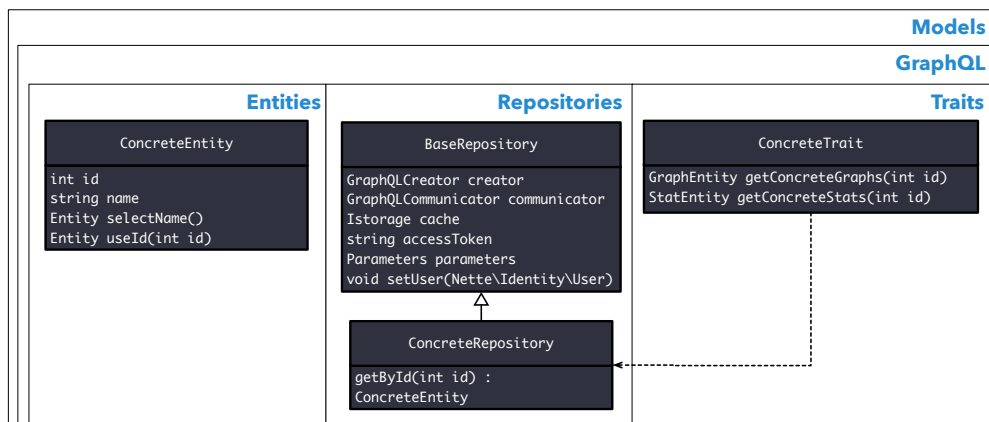 Models
GraphQL
Entities
ConcreteEntity
int id
string name
Entity selectName()
Entity useId(int id)
Repositories
BaseRepository
GraphQLCreator creator
GraphQLCommunicator communicator
Istorage cache
string accessToken
Parameters parameters
void setUser(Nette\Identity\User)
ConcreteRepository
getById(int id) :
ConcreteEntity
Traits
ConcreteTrait
GraphEntity getConcreteGraphs(int id)
StatEntity getConcreteStats(int id)